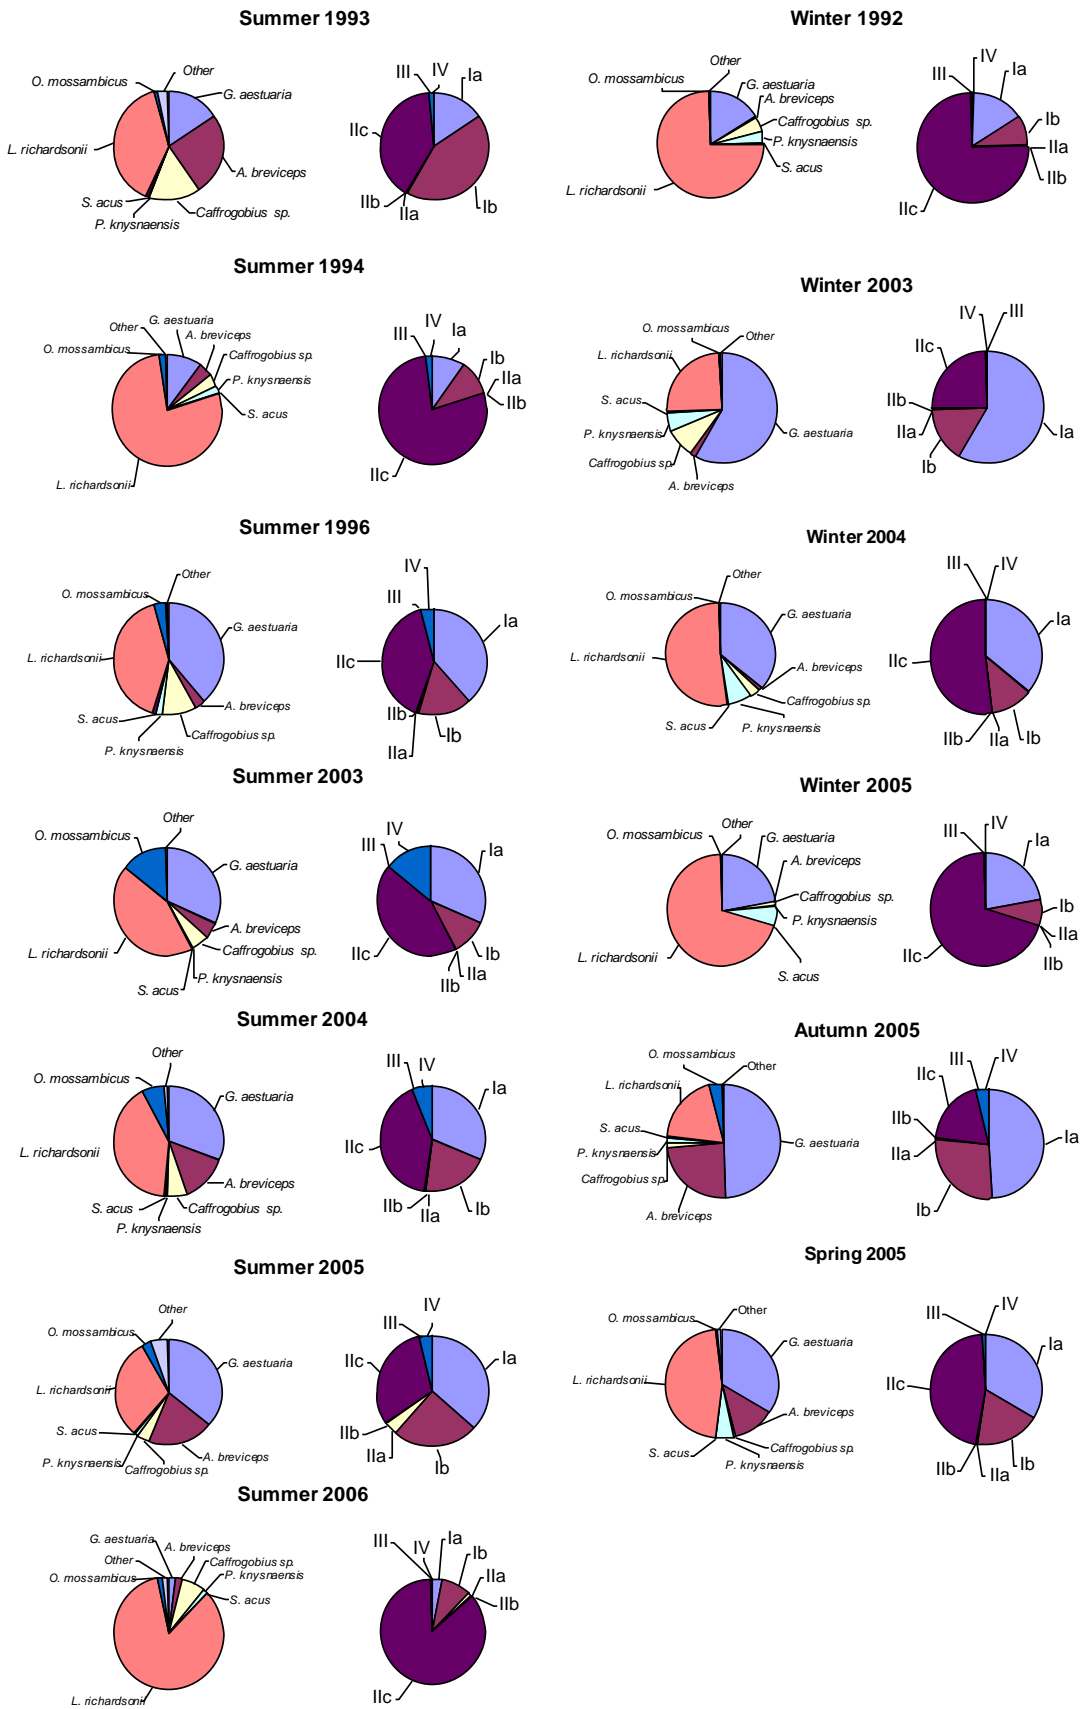 Summer 1993
O. mossambicus
Other
G. aestuaria
L. richardsonii
A. breviceps
S. acus
P. knysnaensis
Caffrogobius sp.
III
IV
Ia
IIc
IIb
IIa
Ib
Winter 1992
O. mossambicus
Other
G. aestuaria
A. breviceps
Caffrogobius sp.
P. knysnaensis
S. acus
L. richardsonii
III
IV
Ia
Ib
IIa
IIb
IIc
Summer 1994
Other
G. aestuaria
A. breviceps
O. mossambicus
Caffrogobius sp.
P. knysnaensis
S. acus
L. richardsonii
III
IV
Ia
Ib
IIa
IIb
IIc
Winter 2003
O. mossambicus
Other
L. richardsonii
S. acus
P. knysnaensis
G. aestuaria
Caffrogobius sp.
A. breviceps
IV
III
IIc
IIb
IIa
Ia
Ib
Summer 1996
Other
O. mossambicus
G. aestuaria
L. richardsonii
A. breviceps
S. acus
Caffrogobius sp.
P. knysnaensis
IV
III
Ia
IIc
IIb
Ib
IIa
Winter 2004
Other
O. mossambicus
G. aestuaria
L. richardsonii
A. breviceps
Caffrogobius sp.
S. acus
P. knysnaensis
III
IV
Ia
IIc
IIb
IIa
Ib
Summer 2003
Other
O. mossambicus
G. aestuaria
A. breviceps
L. richardsonii
Caffrogobius sp.
P. knysnaensis
S. acus
IV
III
Ia
IIc
Ib
IIa
IIb
Winter 2005
O. mossambicus
Other
G. aestuaria
A. breviceps
Caffrogobius sp.
P. knysnaensis
L. richardsonii
S. acus
III
IV
Ia
Ib
IIa
IIb
IIc
Summer 2004
Other
O. mossambicus
G. aestuaria
L. richardsonii
A. breviceps
S. acus
Caffrogobius sp.
P. knysnaensis
III
IV
Ia
IIc
IIb
IIa
Ib
Autumn 2005
O. mossambicus
Other
L. richardsonii
S. acus
G. aestuaria
P. knysnaensis
Caffrogobius sp.
A. breviceps
III
IV
IIc
IIb
IIa
Ia
Ib
Summer 2005
Other
O. mossambicus
G. aestuaria
L. richardsonii
S. acus
A. breviceps
P. knysnaensis
Caffrogobius sp.
IV
III
Ia
IIc
IIb
IIa
Ib
Spring 2005
O. mossambicus
Other
G. aestuaria
L. richardsonii
A. breviceps
S. acus
Caffrogobius sp.
P. knysnaensis
III
IV
Ia
IIc
Ib
IIb
IIa
Summer 2006
G. aestuaria
A. breviceps
Other
Caffrogobius sp.
O. mossambicus
P. knysnaensis
S. acus
L. richardsonii
III
IV
Ia
Ib
IIa
IIb
IIc